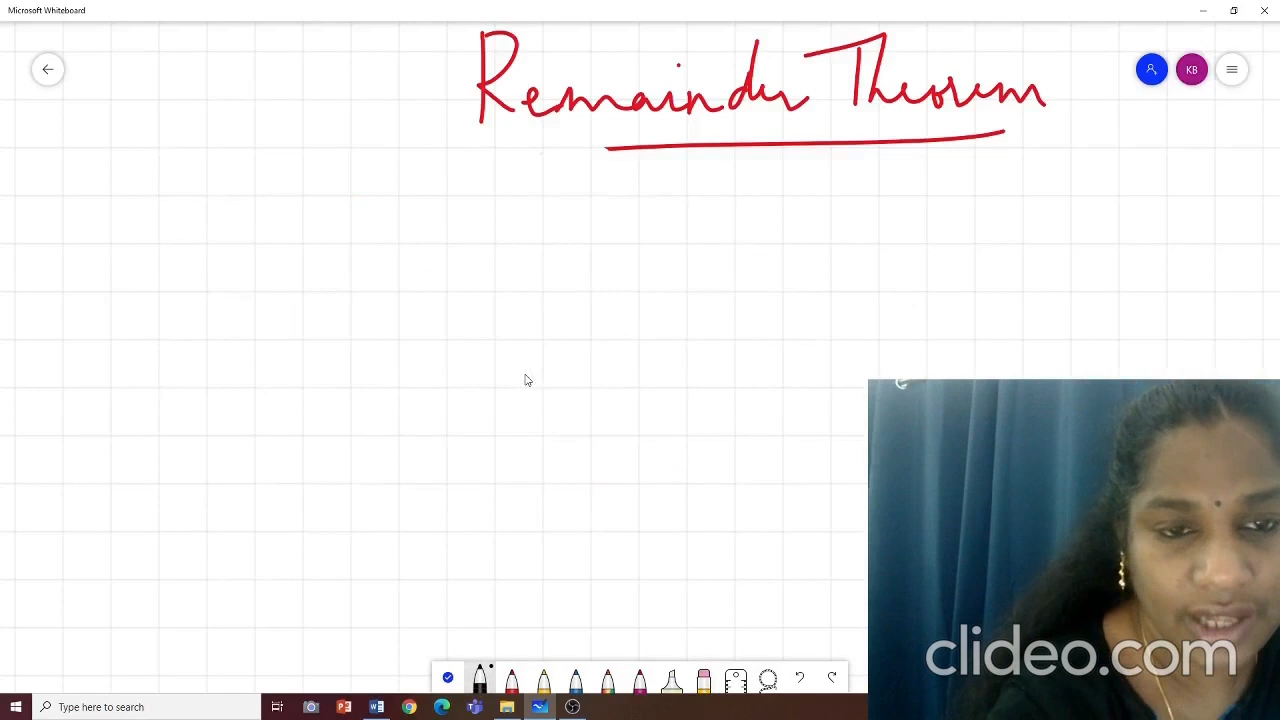 Microsoft Whiteboard
Remainder Theorem
KB
clideo.com
Type here to search